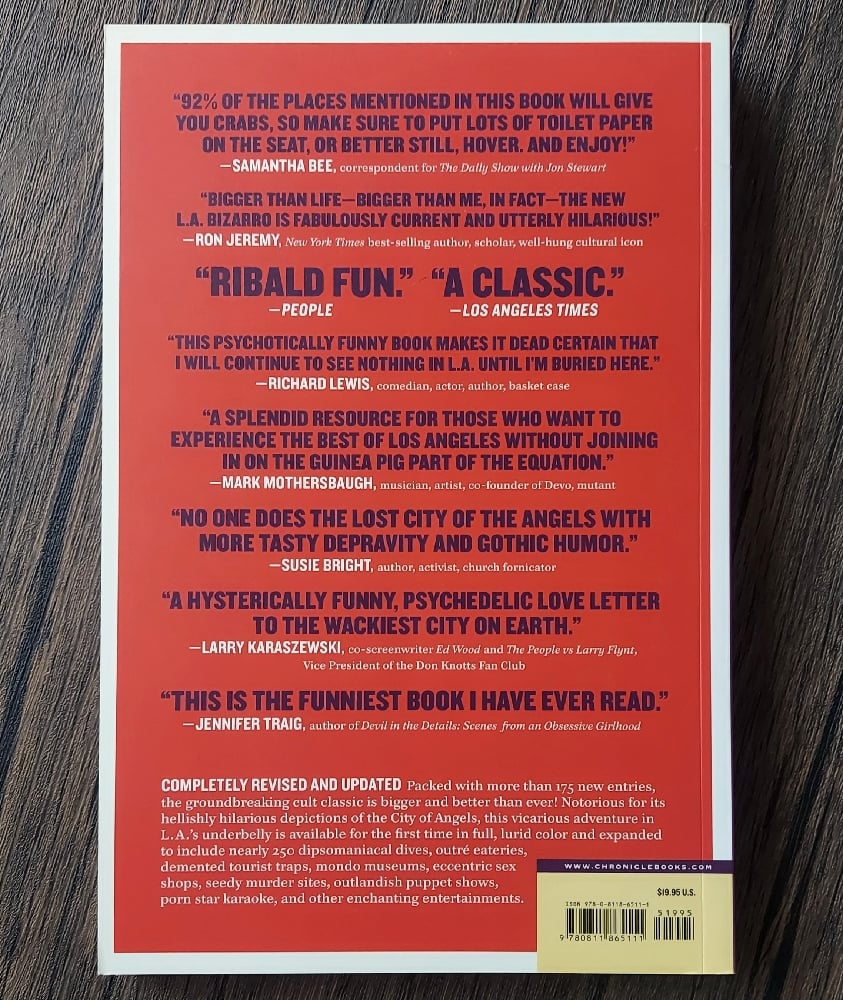 “92% OF THE PLACES MENTIONED IN THIS BOOK WILL GIVE
YOU CRABS, SO MAKE SURE TO PUT LOTS OF TOILET PAPER
ON THE SEAT, OR BETTER STILL, HOVER. AND ENJOY!”
—SAMANTHA BEE, correspondent for The Daily Show with Jon Stewart
“BIGGER THAN LIFE—BIGGER THAN ME, IN FACT—THE NEW
L.A. BIZARRO IS FABULOUSLY CURRENT AND UTTERLY HILARIOUS!”
—RON JEREMY, New York Times best-selling author, scholar, well-hung cultural icon
“RIBALD FUN.” “A CLASSIC.”
—PEOPLE —LOS ANGELES TIMES
“THIS PSYCHOTICALLY FUNNY BOOK MAKES IT DEAD CERTAIN THAT
I WILL CONTINUE TO SEE NOTHING IN L.A. UNTIL I’M BURIED HERE.”
—RICHARD LEWIS, comedian, actor, author, basket case
“A SPLENDID RESOURCE FOR THOSE WHO WANT TO
EXPERIENCE THE BEST OF LOS ANGELES WITHOUT JOINING
IN ON THE GUINEA PIG PART OF THE EQUATION.”
—MARK MOTHERSBAUGH, musician, artist, co-founder of Devo, mutant
“NO ONE DOES THE LOST CITY OF THE ANGELS WITH
MORE TASTY DEPRAVITY AND GOTHIC HUMOR.”
—SUSIE BRIGHT, author, activist, church fornicator
“A HYSTERICALLY FUNNY, PSYCHEDELIC LOVE LETTER
TO THE WACKIEST CITY ON EARTH.”
—LARRY KARASZEWSKI, co-screenwriter Ed Wood and The People vs Larry Flynt,
Vice President of the Don Knotts Fan Club
“THIS IS THE FUNNIEST BOOK I HAVE EVER READ.”
—JENNIFER TRAIG, author of Devil in the Details: Scenes from an Obsessive Girlhood
COMPLETELY REVISED AND UPDATED Packed with more than 175 new entries,
the groundbreaking cult classic is bigger and better than ever! Notorious for its
hellishly hilarious depictions of the City of Angels, this vicarious adventure in
L.A.’s underbelly is available for the first time in full, lurid color and expanded
to include nearly 250 dipsomaniacal dives, outré eateries,
demented tourist traps, mondo museums, eccentric sex
shops, seedy murder sites, outlandish puppet shows,
porn star karaoke, and other enchanting entertainments.
WWW.CHRONICLEBOOKS.COM
$19.95 U.S.
ISBN 978-0-8118-6511-1
51995
9 780811 865111